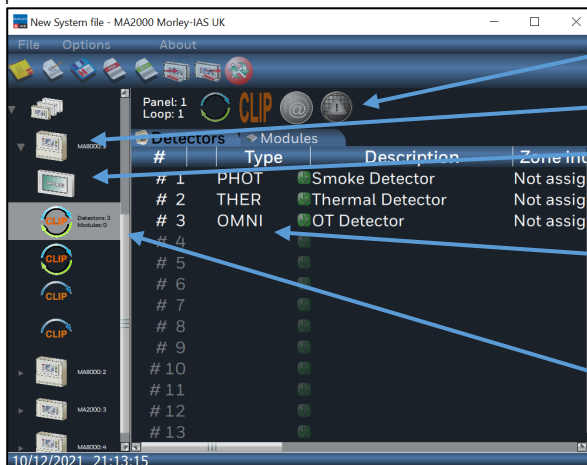 New System file - MA2000 Morley-IAS UK
File Options About
Panel: 1
Loop: 1
CLIP
Detectors Modules
# Type Description Zone ind
# 1 PHOT Smoke Detector Not assig
# 2 THER Thermal Detector Not assig
# 3 OMNI OT Detector Not assig
# 4
# 5
# 6
# 7
# 8
# 9
# 10
# 11
# 12
# 13
CLIP
Detectors: 3
Modules: 0
CLIP
CLIP
CLIP
MA8000:2
MA2000:3
MA8000:4
10/12/2021 21:13:15